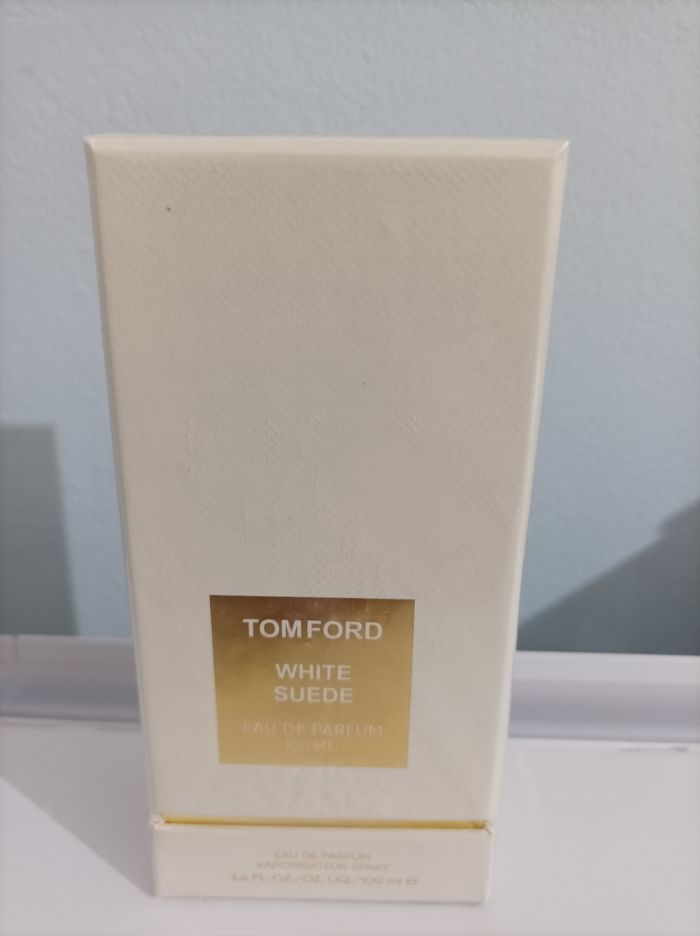 TOM FORD
WHITE
SUEDE
EAU DE PARFUM
100 ML
EAU DE PARFUM
VAPORISATEUR SPRAY
3.4 FL.OZ./OZ. LIQ./100 ml ℮